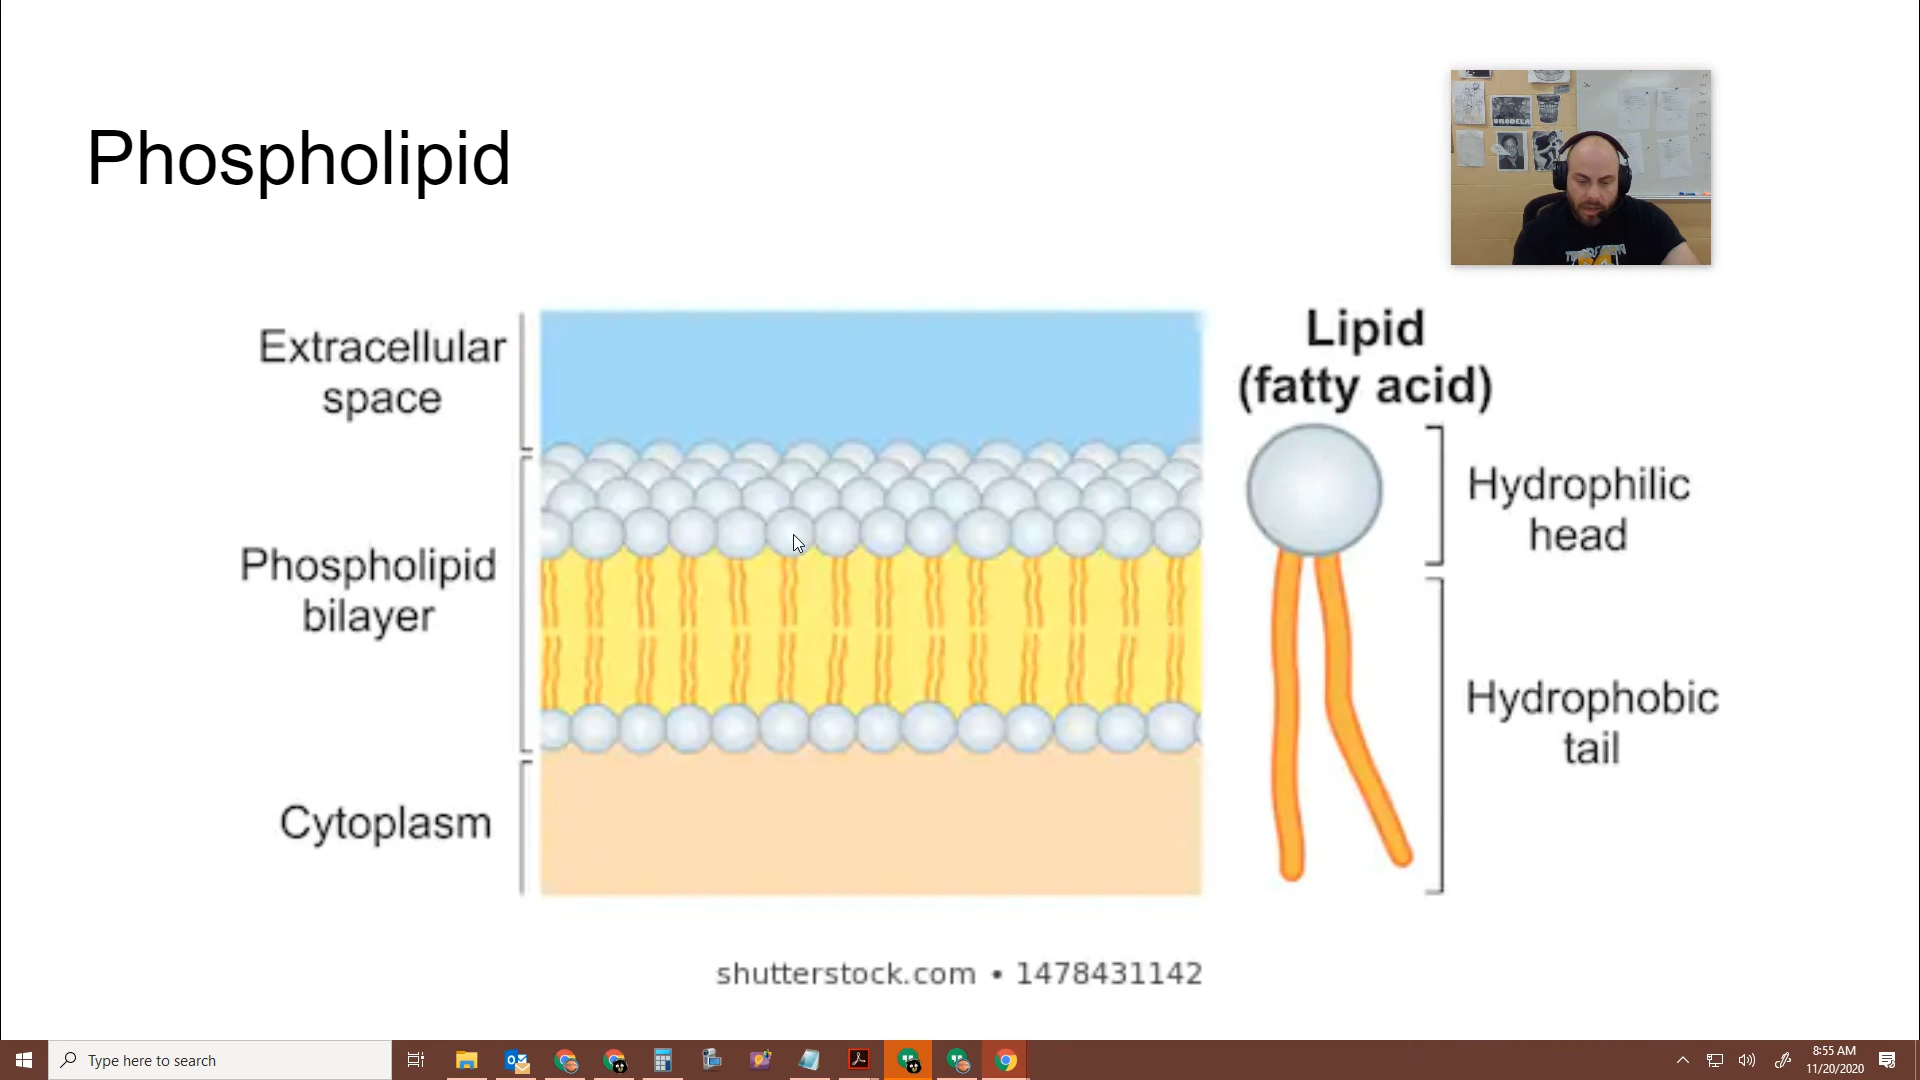 Phospholipid
URODELA
Extracellular
space
Phospholipid
bilayer
Cytoplasm
Lipid
(fatty acid)
Hydrophilic
head
Hydrophobic
tail
shutterstock.com • 1478431142
Type here to search
8:55 AM
11/20/2020